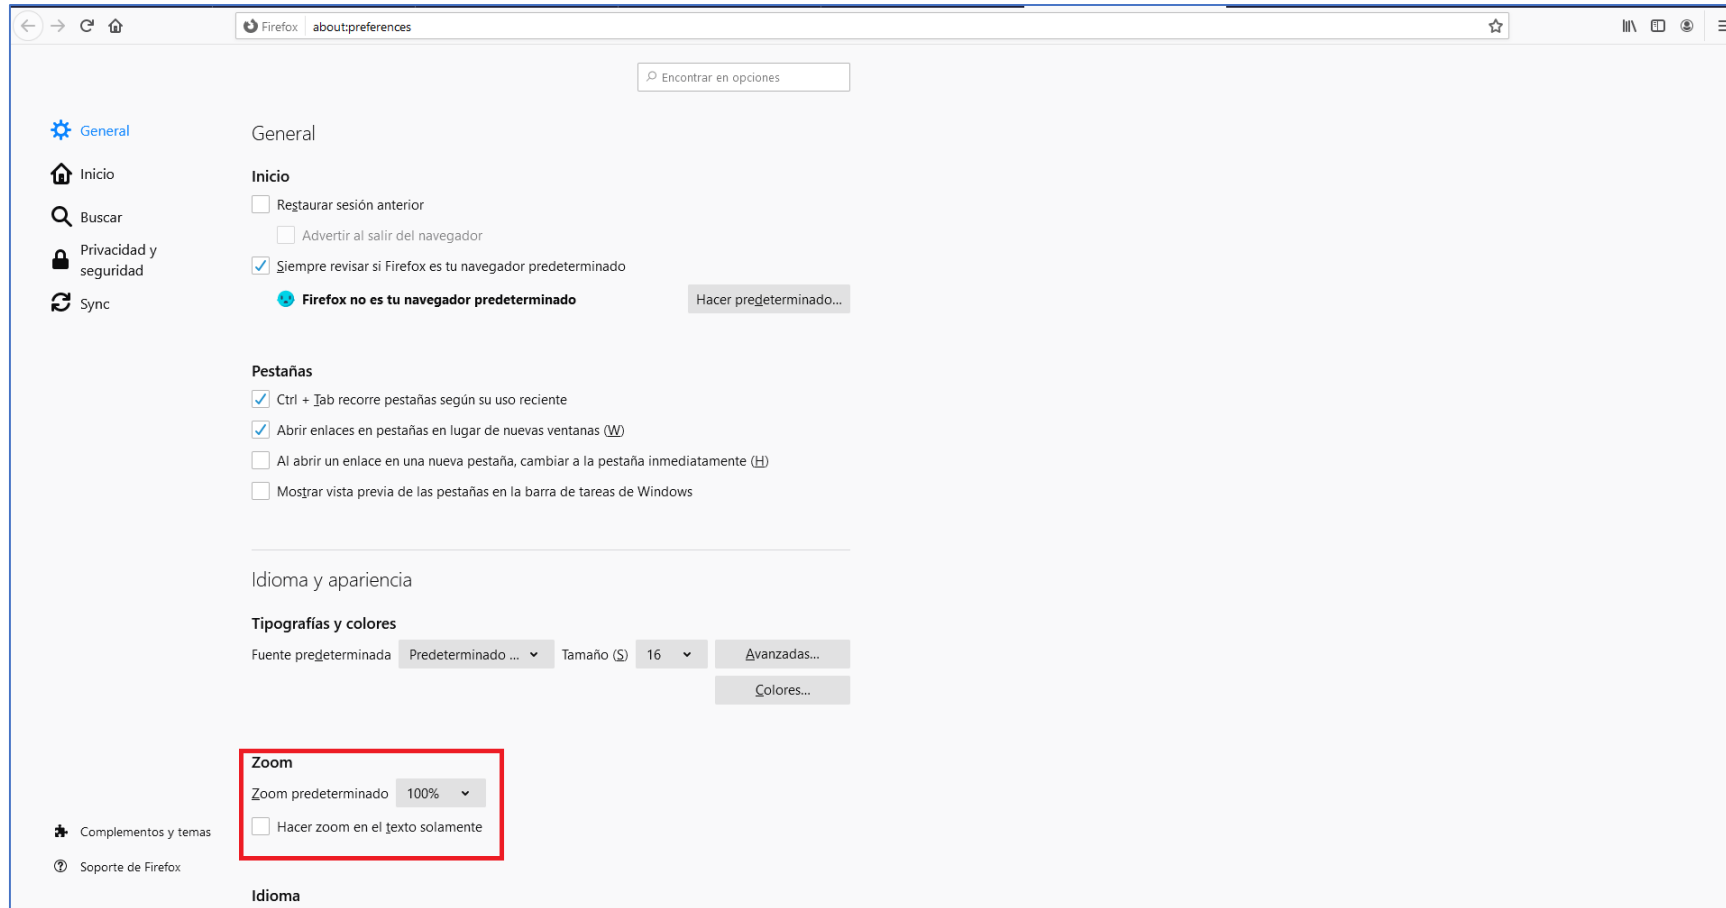 Firefox about:preferences
Encontrar en opciones
General
Inicio
Buscar
Privacidad y
seguridad
Sync
General
Inicio
Restaurar sesión anterior
Advertir al salir del navegador
Siempre revisar si Firefox es tu navegador predeterminado
Firefox no es tu navegador predeterminado Hacer predeterminado...
Pestañas
Ctrl + Tab recorre pestañas según su uso reciente
Abrir enlaces en pestañas en lugar de nuevas ventanas (W)
Al abrir un enlace en una nueva pestaña, cambiar a la pestaña inmediatamente (H)
Mostrar vista previa de las pestañas en la barra de tareas de Windows
Idioma y apariencia
Tipografías y colores
Fuente predeterminada Predeterminado ... Tamaño (S) 16 Avanzadas...
Colores...
Zoom
Zoom predeterminado 100%
Hacer zoom en el texto solamente
Complementos y temas
Soporte de Firefox
Idioma